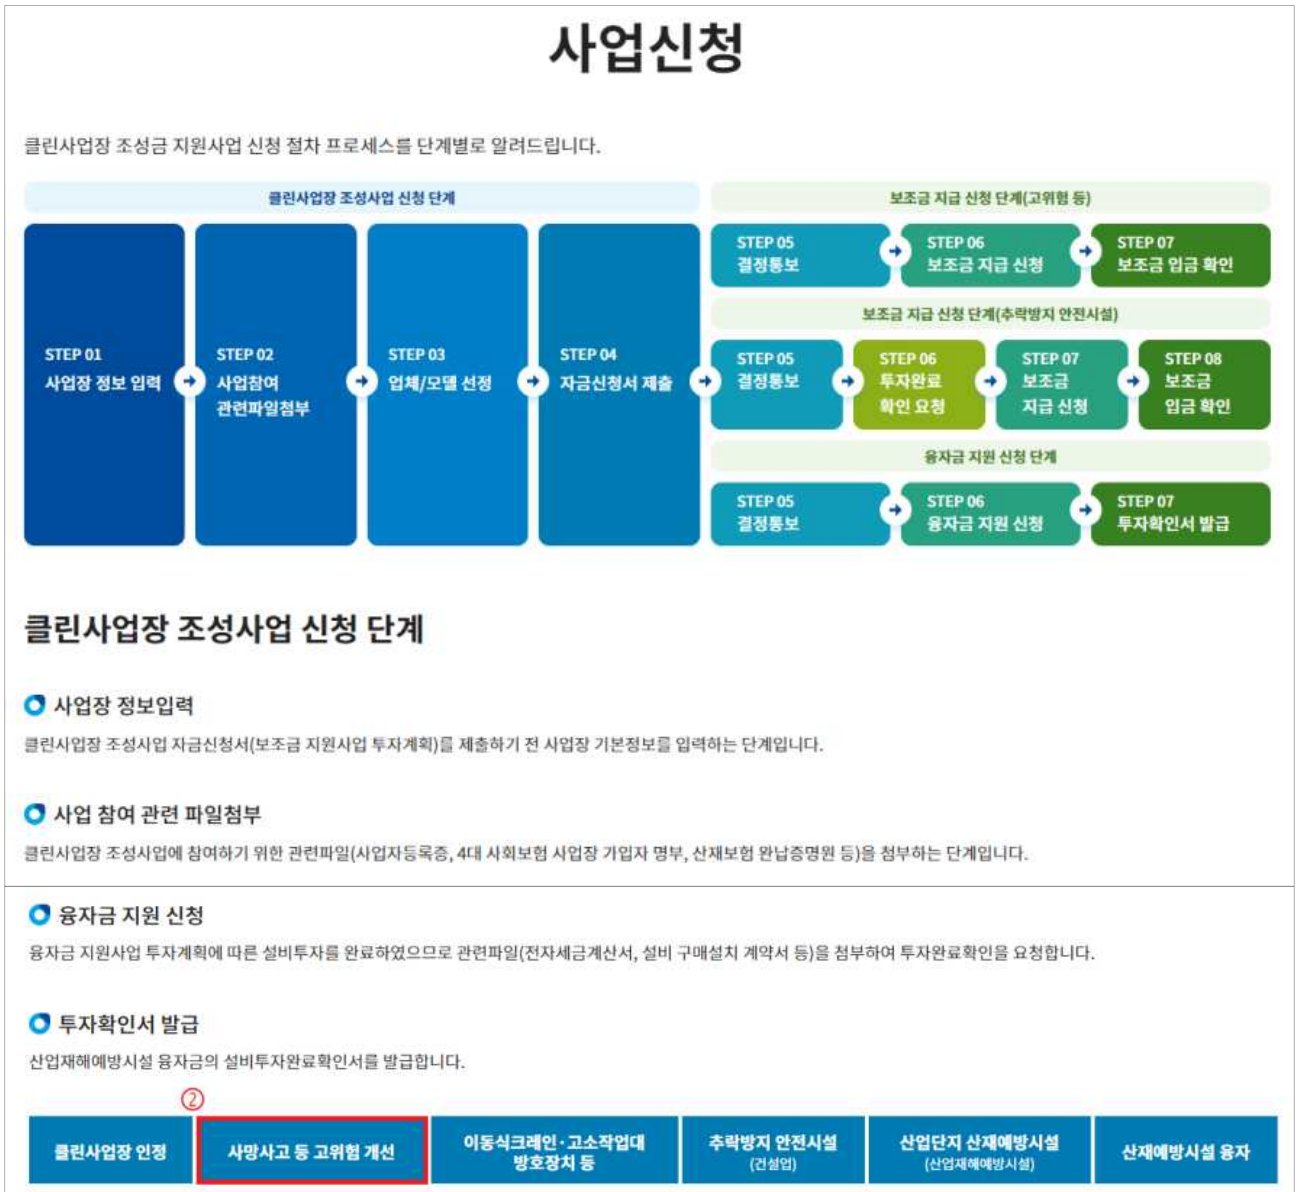 사업신청
클린사업장 조성금 지원사업 신청 절차 프로세스를 단계별로 알려드립니다.
클린사업장 조성사업 신청 단계
STEP 01
사업장 정보 입력
STEP 02
사업참여
관련파일첨부
STEP 03
업체/모델 선정
STEP 04
자금신청서 제출
보조금 지급 신청 단계(고위험 등)
STEP 05
결정통보
STEP 06
보조금 지급 신청
STEP 07
보조금 입금 확인
보조금 지급 신청 단계(추락방지 안전시설)
STEP 05
결정통보
STEP 06
투자완료
확인 요청
STEP 07
보조금
지급 신청
STEP 08
보조금
입금 확인
융자금 지원 신청 단계
STEP 05
결정통보
STEP 06
융자금 지원 신청
STEP 07
투자확인서 발급
클린사업장 조성사업 신청 단계
사업장 정보입력
클린사업장 조성사업 자금신청서(보조금 지원사업 투자계획)를 제출하기 전 사업장 기본정보를 입력하는 단계입니다.
사업 참여 관련 파일첨부
클린사업장 조성사업에 참여하기 위한 관련파일(사업자등록증, 4대 사회보험 사업장 가입자 명부, 산재보험 완납증명원 등)을 첨부하는 단계입니다.
융자금 지원 신청
융자금 지원사업 투자계획에 따른 설비투자를 완료하였으므로 관련파일(전자세금계산서, 설비 구매설치 계약서 등)을 첨부하여 투자완료확인을 요청합니다.
투자확인서 발급
산업재해예방시설 융자금의 설비투자완료확인서를 발급합니다.
②
클린사업장 인정
사망사고 등 고위험 개선
이동식크레인·고소작업대
방호장치 등
추락방지 안전시설
(건설업)
산업단지 산재예방시설
(산업재해예방시설)
산재예방시설 융자